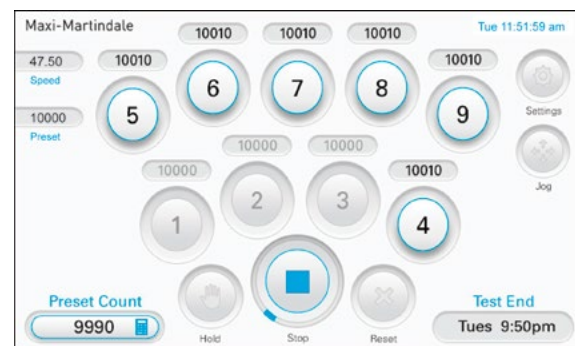 Maxi-Martindale
Tue 11:51:59 am
10010
10010
10010
47.50
Speed
10010
10010
6
7
8
5
9
Settings
10000
Preset
10000
10000
10000
10010
Jog
1
2
3
4
Preset Count
9990
Hold
Stop
Reset
Test End
Tues 9:50pm